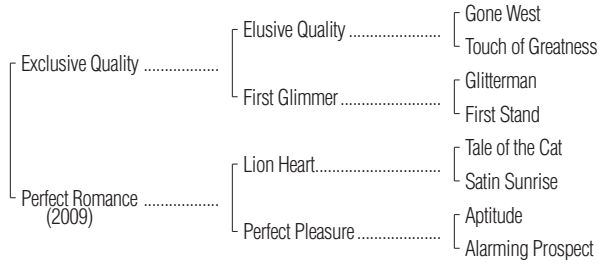 Gone West
Elusive Quality ....................
Touch of Greatness
Exclusive Quality ..................
Glitterman
First Glimmer......................
First Stand
Tale of the Cat
Lion Heart...........................
Satin Sunrise
Perfect Romance ..................
(2009)
Aptitude
Perfect Pleasure ..................
Alarming Prospect